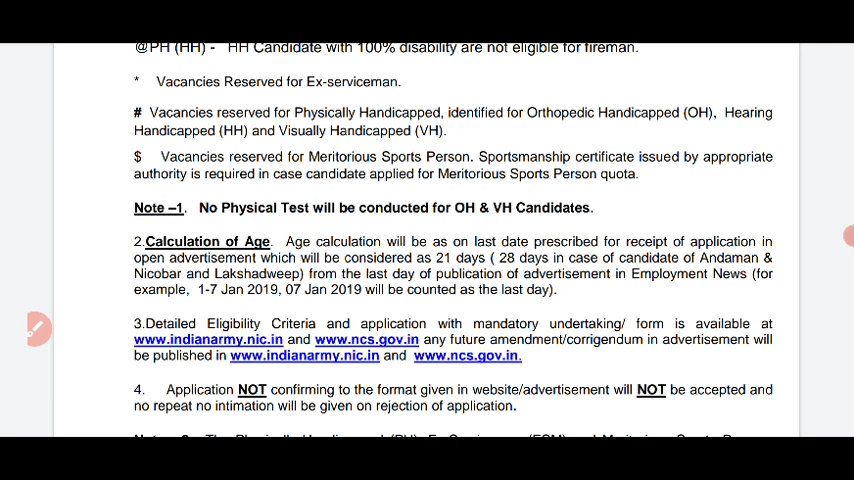 @PH (HH) - HH Candidate with 100% disability are not eligible for fireman.
* Vacancies Reserved for Ex-serviceman.
# Vacancies reserved for Physically Handicapped, identified for Orthopedic Handicapped (OH), Hearing
Handicapped (HH) and Visually Handicapped (VH).
$ Vacancies reserved for Meritorious Sports Person. Sportsmanship certificate issued by appropriate
authority is required in case candidate applied for Meritorious Sports Person quota.
Note –1. No Physical Test will be conducted for OH & VH Candidates.
2.Calculation of Age. Age calculation will be as on last date prescribed for receipt of application in
open advertisement which will be considered as 21 days ( 28 days in case of candidate of Andaman &
Nicobar and Lakshadweep) from the last day of publication of advertisement in Employment News (for
example, 1-7 Jan 2019, 07 Jan 2019 will be counted as the last day).
3.Detailed Eligibility Criteria and application with mandatory undertaking/ form is available at
www.indianarmy.nic.in and www.ncs.gov.in any future amendment/corrigendum in advertisement will
be published in www.indianarmy.nic.in and www.ncs.gov.in.
4. Application NOT confirming to the format given in website/advertisement will NOT be accepted and
no repeat no intimation will be given on rejection of application.